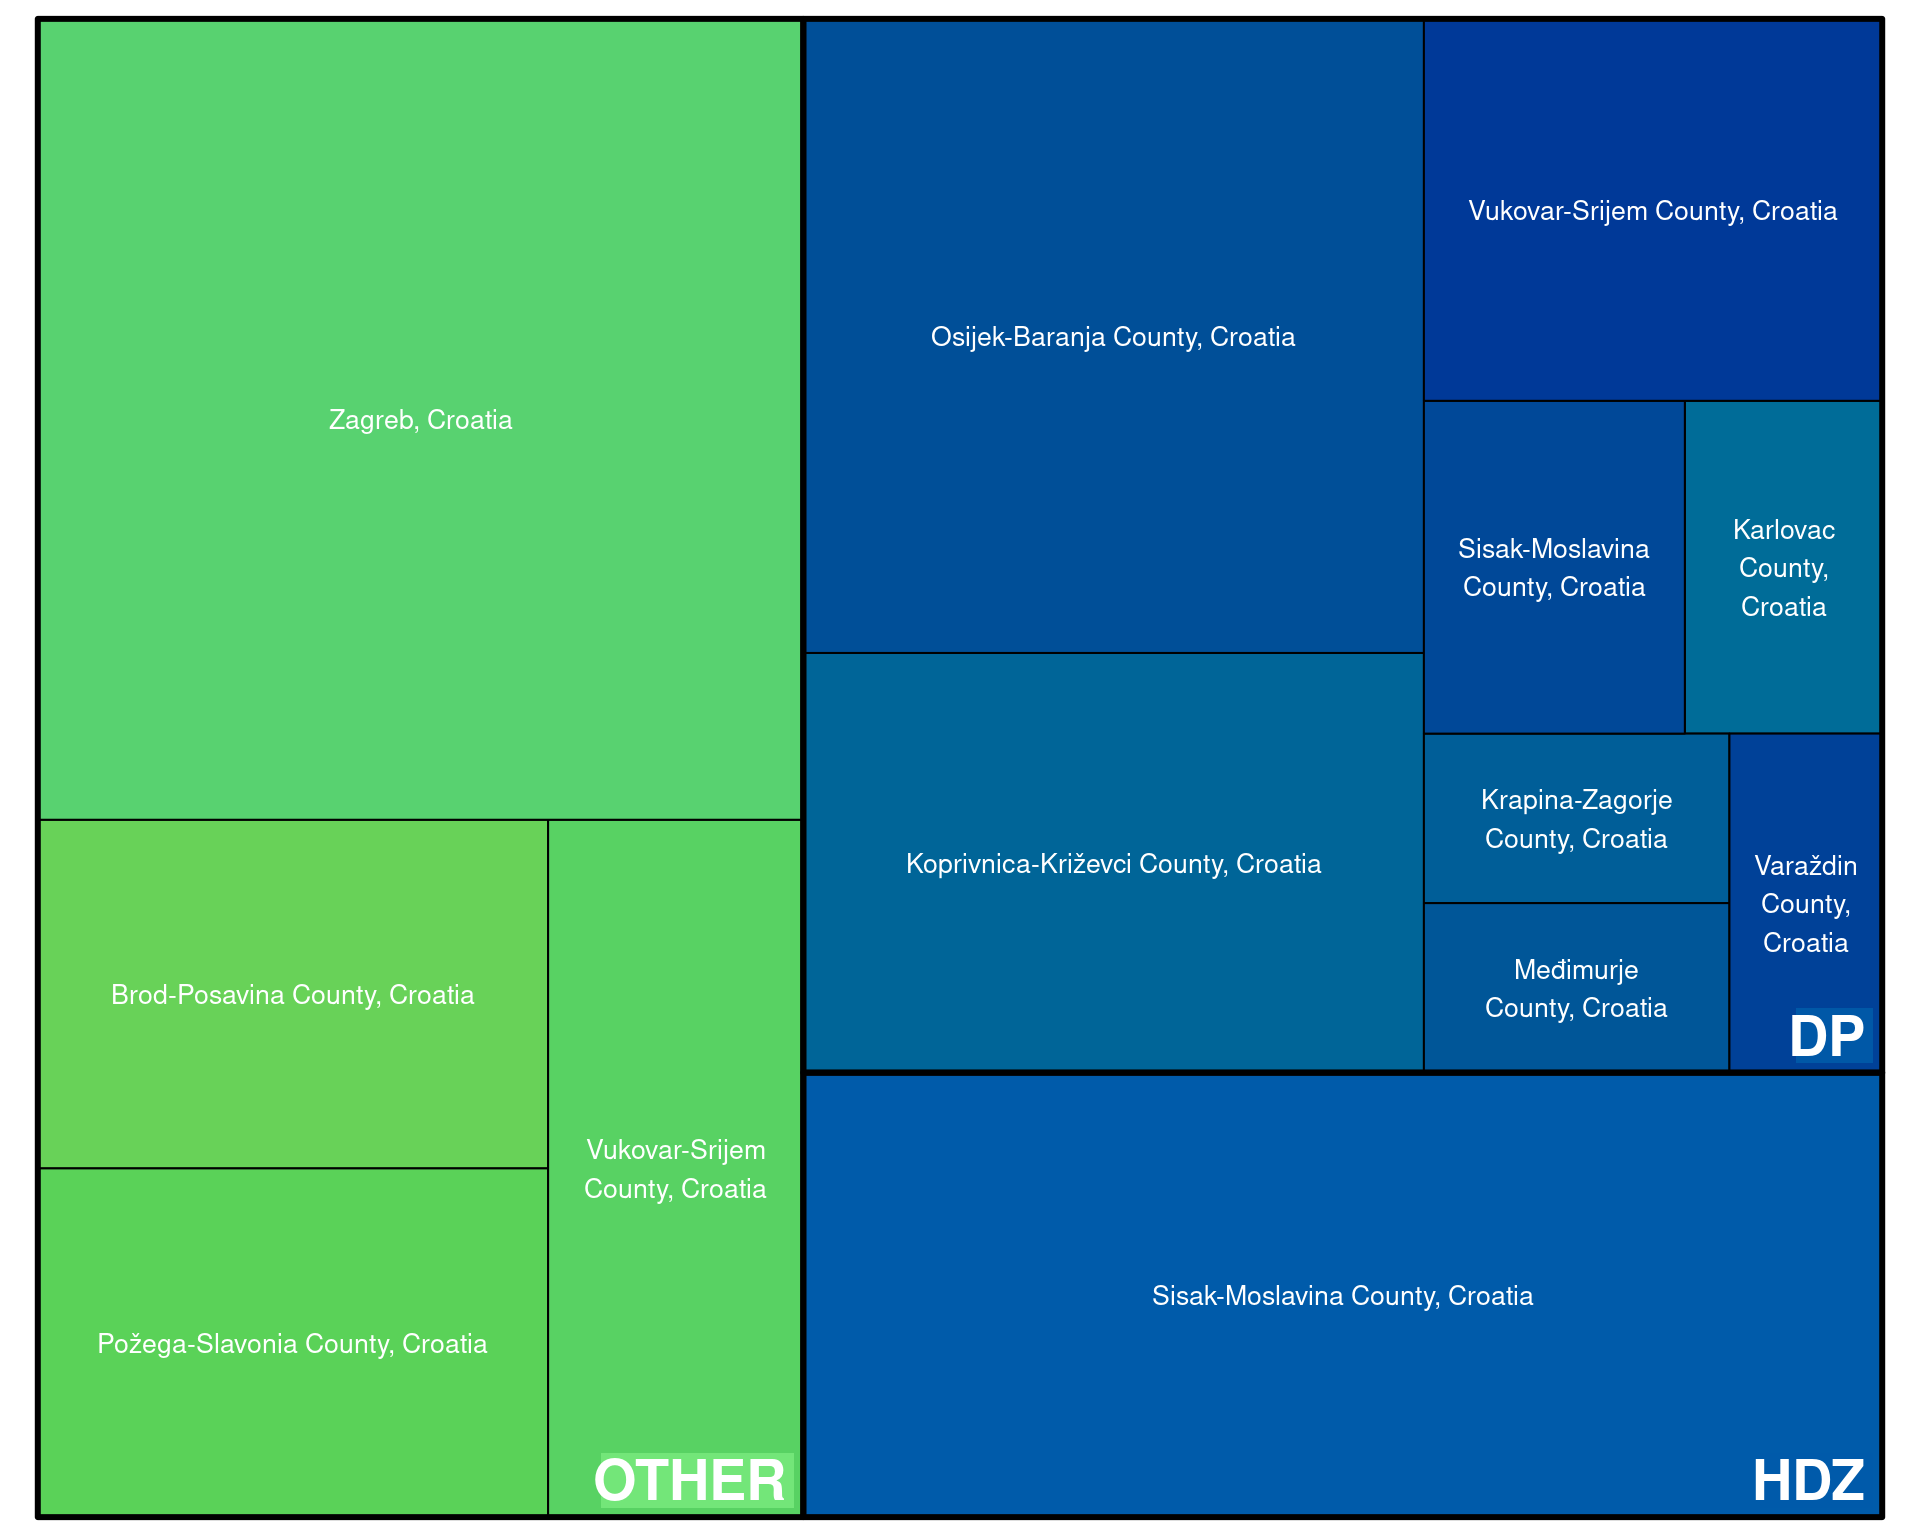 Zagreb, Croatia
Brod-Posavina County, Croatia
Požega-Slavonia County, Croatia
Vukovar-Srijem
County, Croatia
OTHER
Osijek-Baranja County, Croatia
Koprivnica-Križevci County, Croatia
Vukovar-Srijem County, Croatia
Sisak-Moslavina
County, Croatia
Karlovac
County,
Croatia
Krapina-Zagorje
County, Croatia
Međimurje
County, Croatia
Varaždin
County,
Croatia
DP
Sisak-Moslavina County, Croatia
HDZ